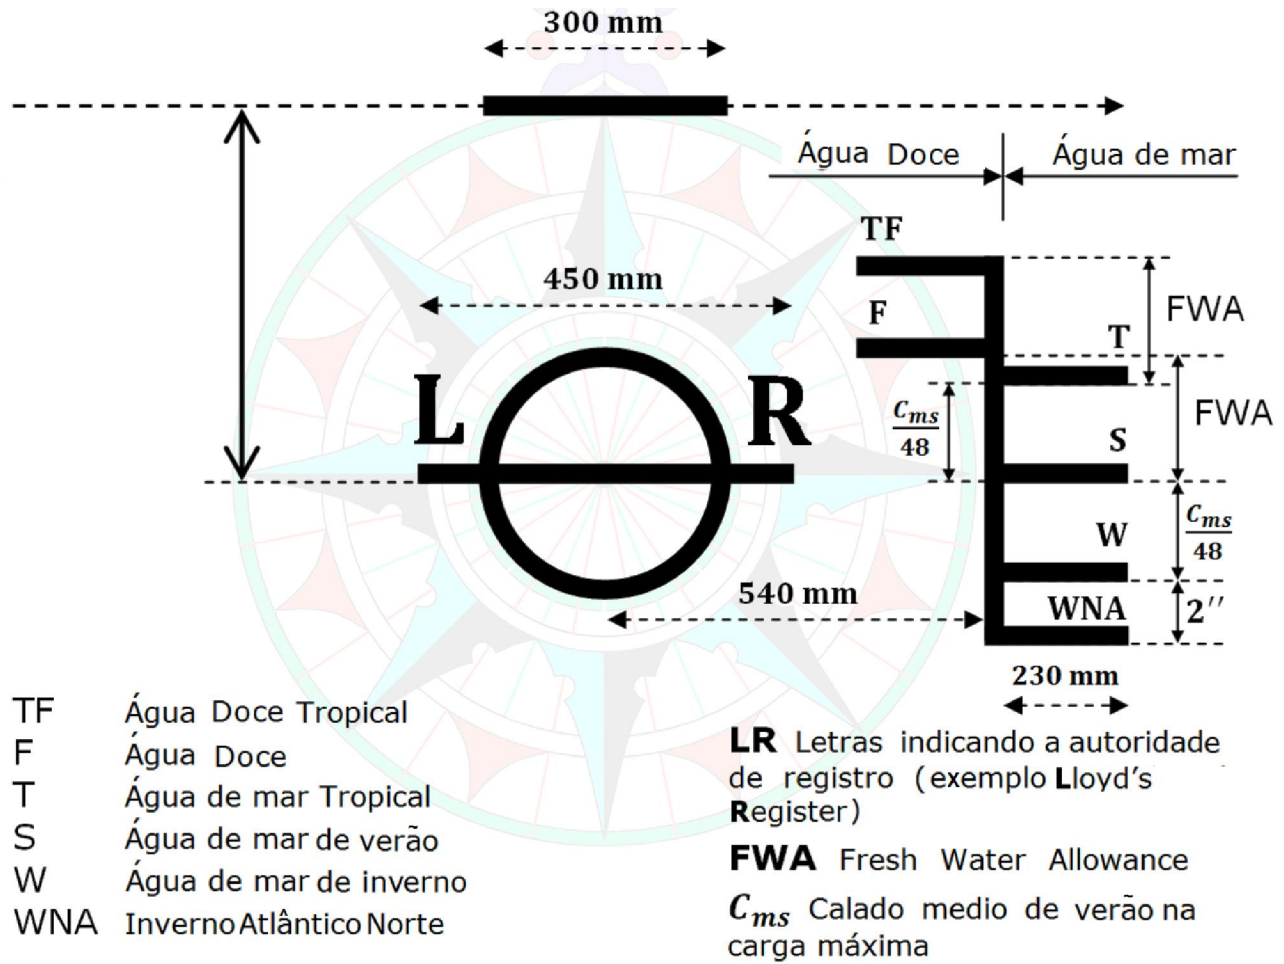 300 mm
Água Doce
Água de mar
TF
450 mm
F
T
FWA
L R
C_ms/48
S
FWA
W
C_ms/48
540 mm
WNA
2′′
230 mm
TF Água Doce Tropical
F Água Doce
T Água de mar Tropical
S Água de mar de verão
W Água de mar de inverno
WNA Inverno Atlântico Norte
LR Letras indicando a autoridade
de registro (exemplo Lloyd's
Register)
FWA Fresh Water Allowance
C_ms Calado medio de verão na
carga máxima